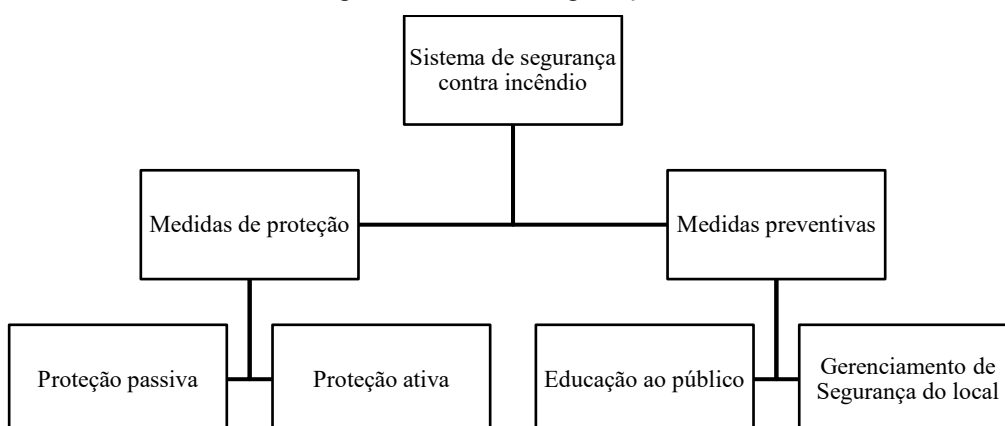 Sistema de segurança
contra incêndio
Medidas de proteção
Medidas preventivas
Proteção passiva
Proteção ativa
Educação ao público
Gerenciamento de
Segurança do local